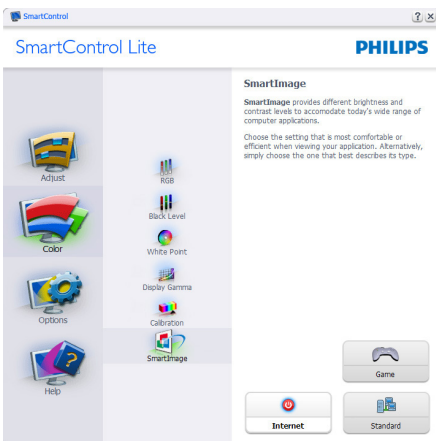 SmartControl
SmartControl Lite
PHILIPS
Adjust
Color
Options
Help
RGB
Black Level
White Point
Display Gamma
Calibration
SmartImage
SmartImage
SmartImage provides different brightness and
contrast levels to accomodate today's wide range of
computer applications.
Choose the setting that is most comfortable or
efficient when viewing your application. Alternatively,
simply choose the one that best describes its type.
Game
Internet
Standard